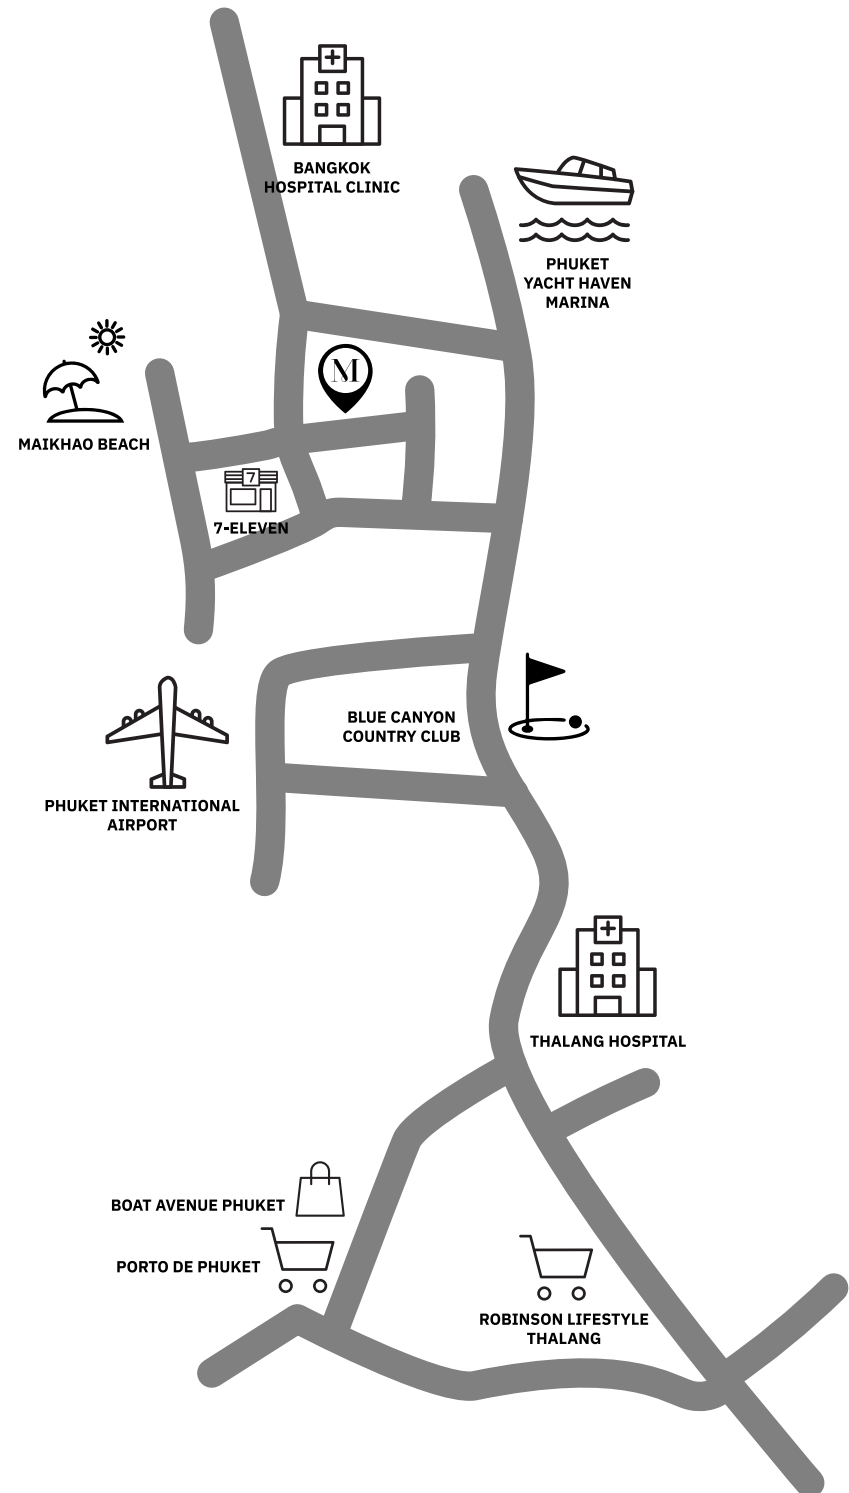 BANGKOK
HOSPITAL CLINIC
PHUKET
YACHT HAVEN
MARINA
M
MAIKHAO BEACH
7
7-ELEVEN
BLUE CANYON
COUNTRY CLUB
PHUKET INTERNATIONAL
AIRPORT
THALANG HOSPITAL
BOAT AVENUE PHUKET
PORTO DE PHUKET
ROBINSON LIFESTYLE
THALANG